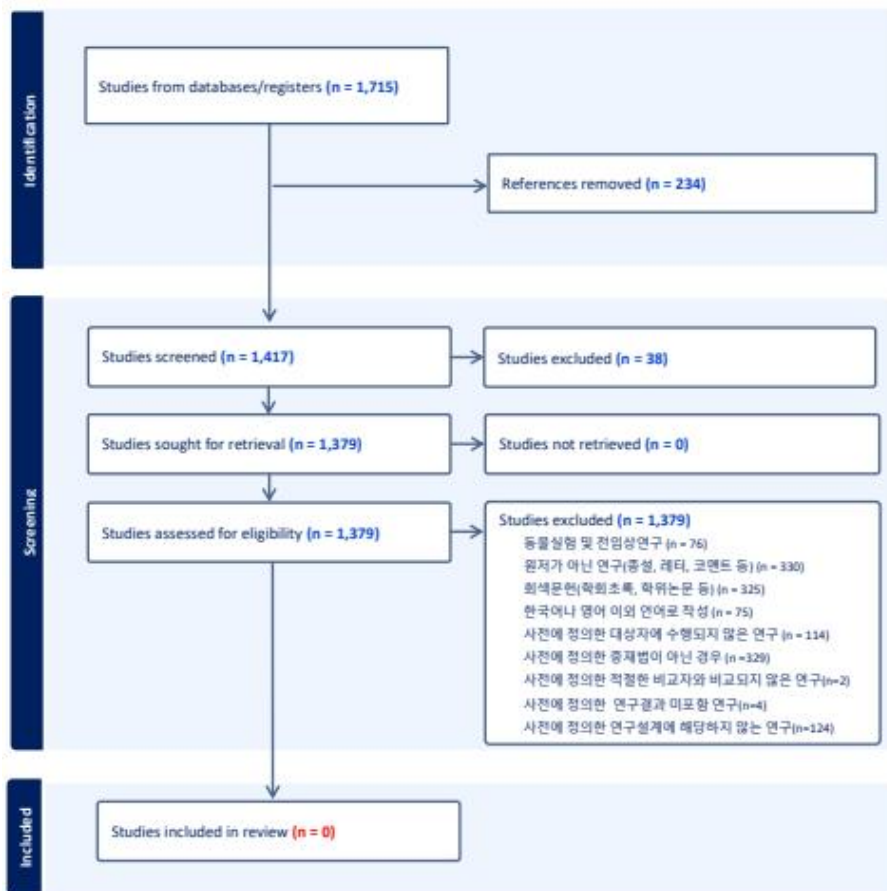 Identification
Studies from databases/registers (n = 1,715)
References removed (n = 234)
Screening
Studies screened (n = 1,417)
Studies excluded (n = 38)
Studies sought for retrieval (n = 1,379)
Studies not retrieved (n = 0)
Studies assessed for eligibility (n = 1,379)
Studies excluded (n = 1,379)
동물실험 및 전임상연구 (n = 76)
원저가 아닌 연구(종설, 레터, 코멘트 등) (n = 330)
회색문헌(학회초록, 학위논문 등) (n = 325)
한국어나 영어 이외 언어로 작성 (n = 75)
사전에 정의한 대상자에 수행되지 않은 연구 (n = 114)
사전에 정의한 중재법이 아닌 경우 (n =329)
사전에 정의한 적절한 비교자와 비교되지 않은 연구(n=2)
사전에 정의한 연구결과 미포함 연구(n=4)
사전에 정의한 연구설계에 해당하지 않는 연구(n=124)
Included
Studies included in review (n = 0)